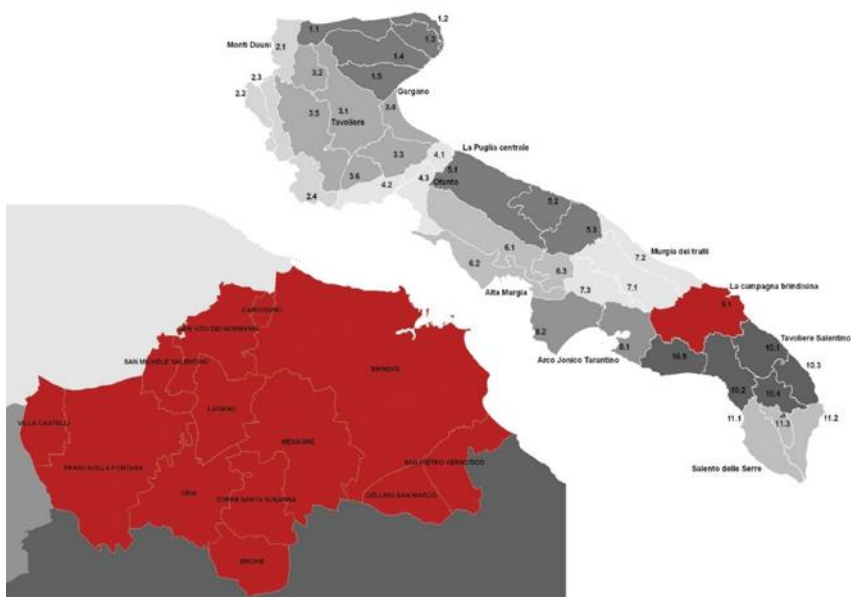 1.2
1.1
1.3
Monti Dauni
2.1
1.4
2.3
3.2
1.5
2.2
Gargano
3.5
3.1
3.4
Tavoliere
La Puglia centrale
3.3
4.1
3.6
4.3
5.1
4.2
Ofanto
2.4
5.2
5.3
6.1
7.2
Murgia dei trulli
6.2
6.3
7.3
7.1
Alta Murgia
La campagna brindisina
9.1
8.2
Tavoliere Salentino
8.1
10.1
Arco Jonico Tarantino
10.5
10.3
10.2
10.4
11.1
11.3
11.2
Salento delle Serre
CAROVIGNO
SAN VITO DEI NORMANNI
SAN MICHELE SALENTINO
BRINDISI
LATIANO
VILLA CASTELLI
MESAGNE
SAN PIETRO VERNOTICO
FRANCAVILLA FONTANA
ORIA
TORRE SANTA SUSANNA
CELLINO SAN MARCO
ERCHIE